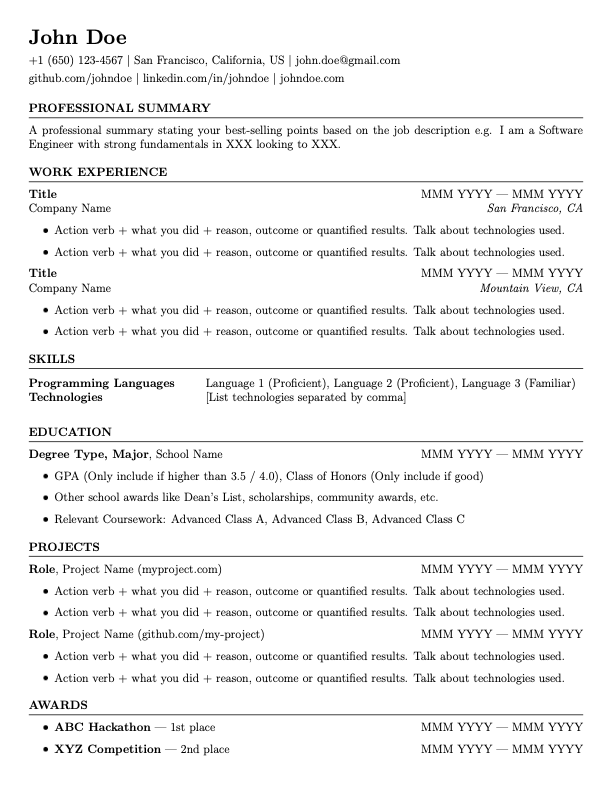 John Doe
+1 (650) 123-4567 | San Francisco, California, US | john.doe@gmail.com
github.com/johndoe | linkedin.com/in/johndoe | johndoe.com
PROFESSIONAL SUMMARY
A professional summary stating your best-selling points based on the job description e.g. I am a Software
Engineer with strong fundamentals in XXX looking to XXX.
WORK EXPERIENCE
Title MMM YYYY — MMM YYYY
Company Name San Francisco, CA
• Action verb + what you did + reason, outcome or quantified results. Talk about technologies used.
• Action verb + what you did + reason, outcome or quantified results. Talk about technologies used.
Title MMM YYYY — MMM YYYY
Company Name Mountain View, CA
• Action verb + what you did + reason, outcome or quantified results. Talk about technologies used.
• Action verb + what you did + reason, outcome or quantified results. Talk about technologies used.
SKILLS
Programming Languages Language 1 (Proficient), Language 2 (Proficient), Language 3 (Familiar)
Technologies [List technologies separated by comma]
EDUCATION
Degree Type, Major, School Name MMM YYYY — MMM YYYY
• GPA (Only include if higher than 3.5 / 4.0), Class of Honors (Only include if good)
• Other school awards like Dean's List, scholarships, community awards, etc.
• Relevant Coursework: Advanced Class A, Advanced Class B, Advanced Class C
PROJECTS
Role, Project Name (myproject.com) MMM YYYY — MMM YYYY
• Action verb + what you did + reason, outcome or quantified results. Talk about technologies used.
• Action verb + what you did + reason, outcome or quantified results. Talk about technologies used.
Role, Project Name (github.com/my-project) MMM YYYY — MMM YYYY
• Action verb + what you did + reason, outcome or quantified results. Talk about technologies used.
• Action verb + what you did + reason, outcome or quantified results. Talk about technologies used.
AWARDS
• ABC Hackathon — 1st place MMM YYYY — MMM YYYY
• XYZ Competition — 2nd place MMM YYYY — MMM YYYY